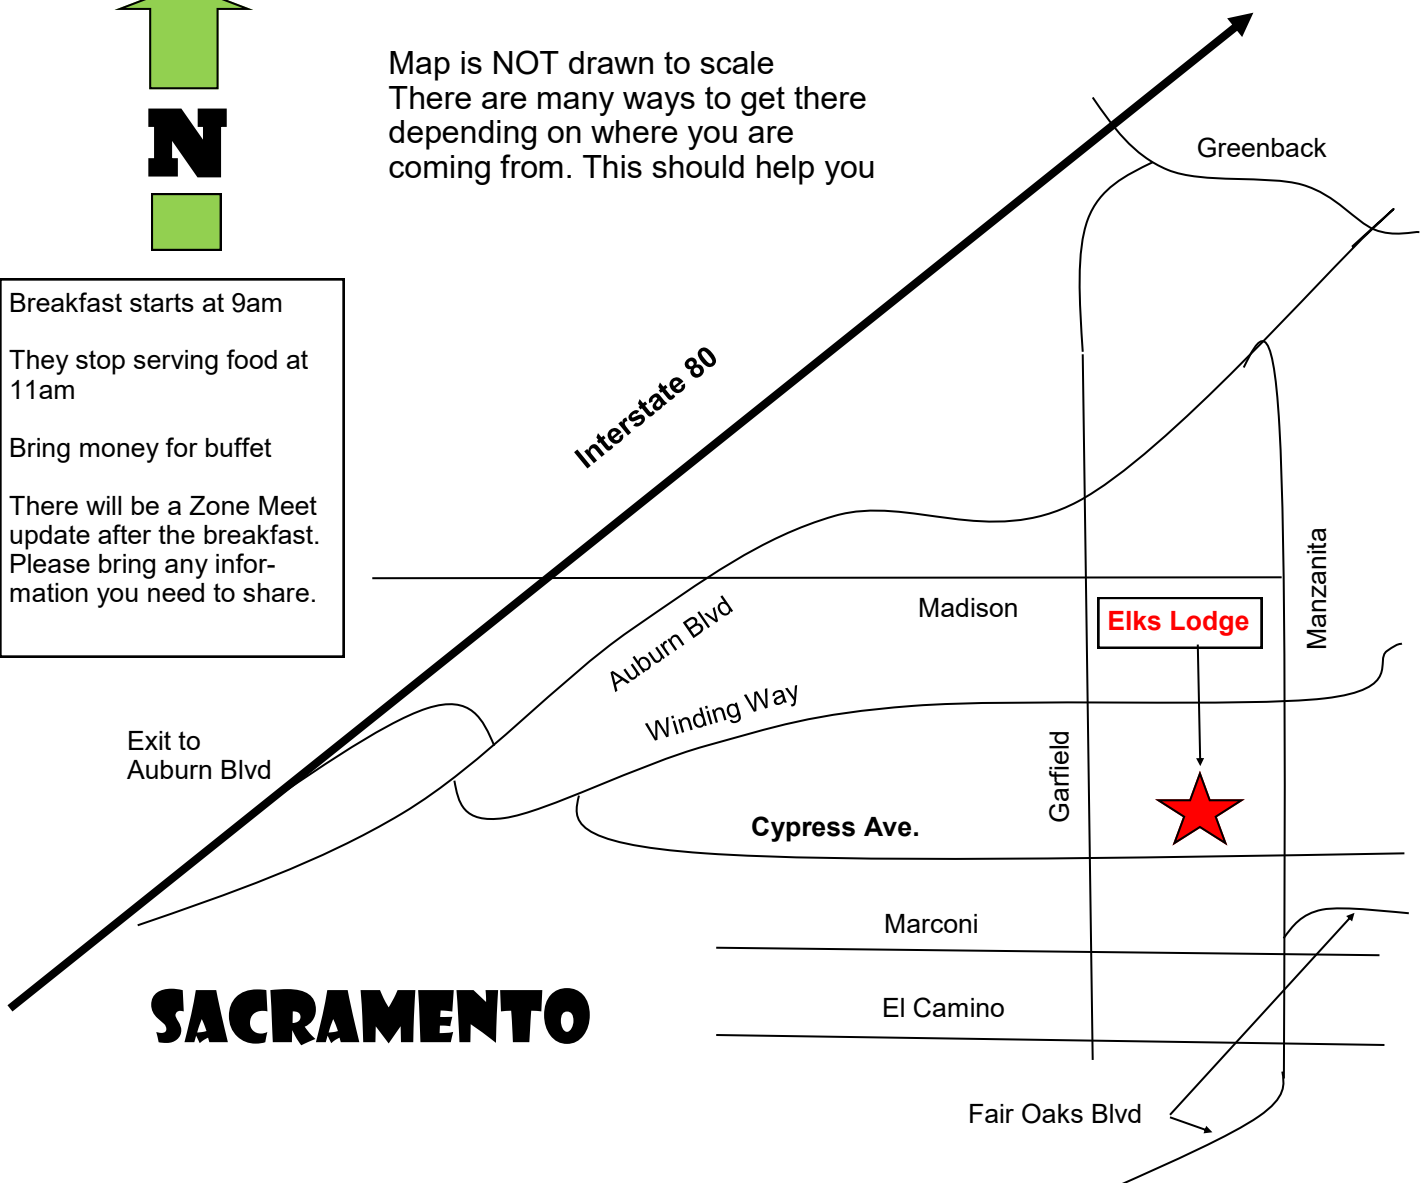 Map is NOT drawn to scale
There are many ways to get there
depending on where you are
coming from. This should help you
N
Greenback
Breakfast starts at 9am
They stop serving food at
11am
Bring money for buffet
There will be a Zone Meet
update after the breakfast.
Please bring any infor-
mation you need to share.
Interstate 80
Manzanita
Madison
Elks Lodge
Auburn Blvd
Winding Way
Exit to
Auburn Blvd
Garfield
Cypress Ave.
Marconi
SACRAMENTO
El Camino
Fair Oaks Blvd